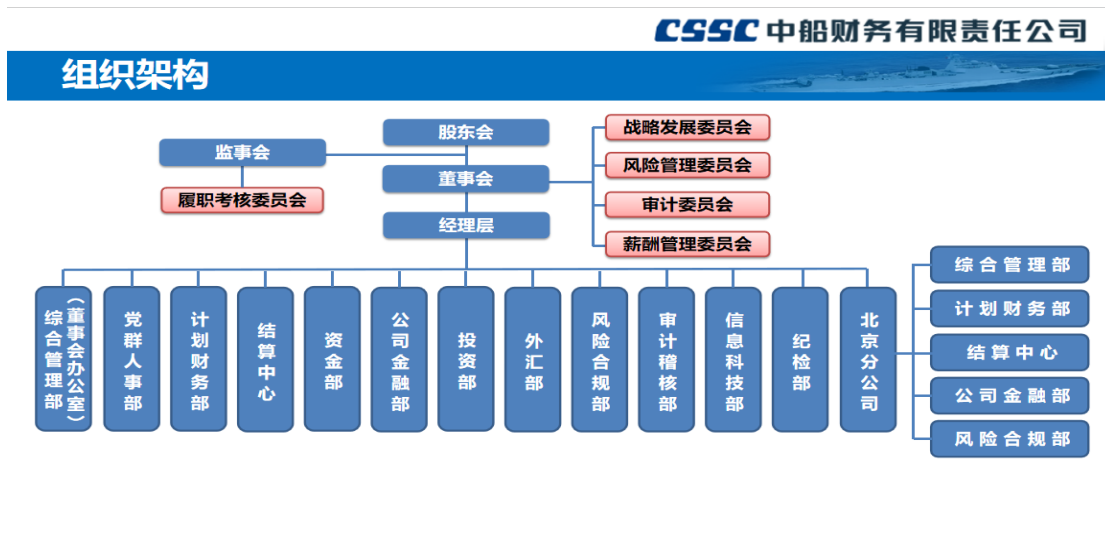 CSSC 中船财务有限责任公司
组织架构
股东会
监事会
董事会
履职考核委员会
经理层
战略发展委员会
风险管理委员会
审计委员会
薪酬管理委员会
综合管理部
（董事会办公室）
党群人事部
计划财务部
结算中心
资金部
公司金融部
投资部
外汇部
风险合规部
审计稽核部
信息科技部
纪检部
北京分公司
综合管理部
计划财务部
结算中心
公司金融部
风险合规部